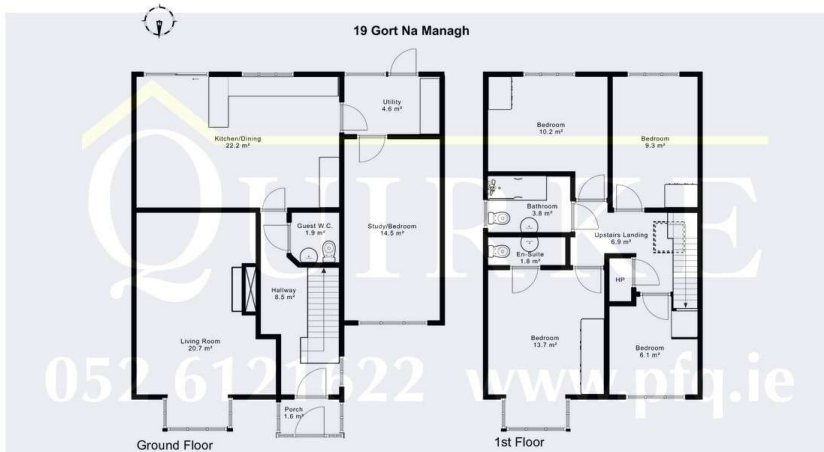 19 Gort Na Managh
Utility
4.6 m²
Kitchen/Dining
22.2 m²
Guest W.C.
1.9 m²
Study/Bedroom
14.5 m²
Hallway
8.5 m²
Living Room
20.7 m²
Porch
1.6 m²
Ground Floor
Bedroom
10.2 m²
Bedroom
9.3 m²
Bathroom
3.8 m²
Upstairs Landing
6.9 m²
En-Suite
1.8 m²
HP
Bedroom
13.7 m²
Bedroom
6.1 m²
1st Floor
QUIRKE
052 6121622 www.pfq.ie